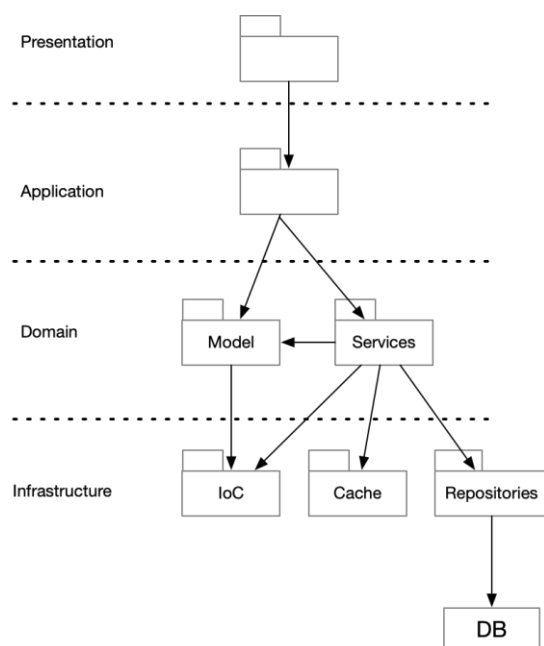 Presentation
Application
Domain
Model
Services
Infrastructure
IoC
Cache
Repositories
DB